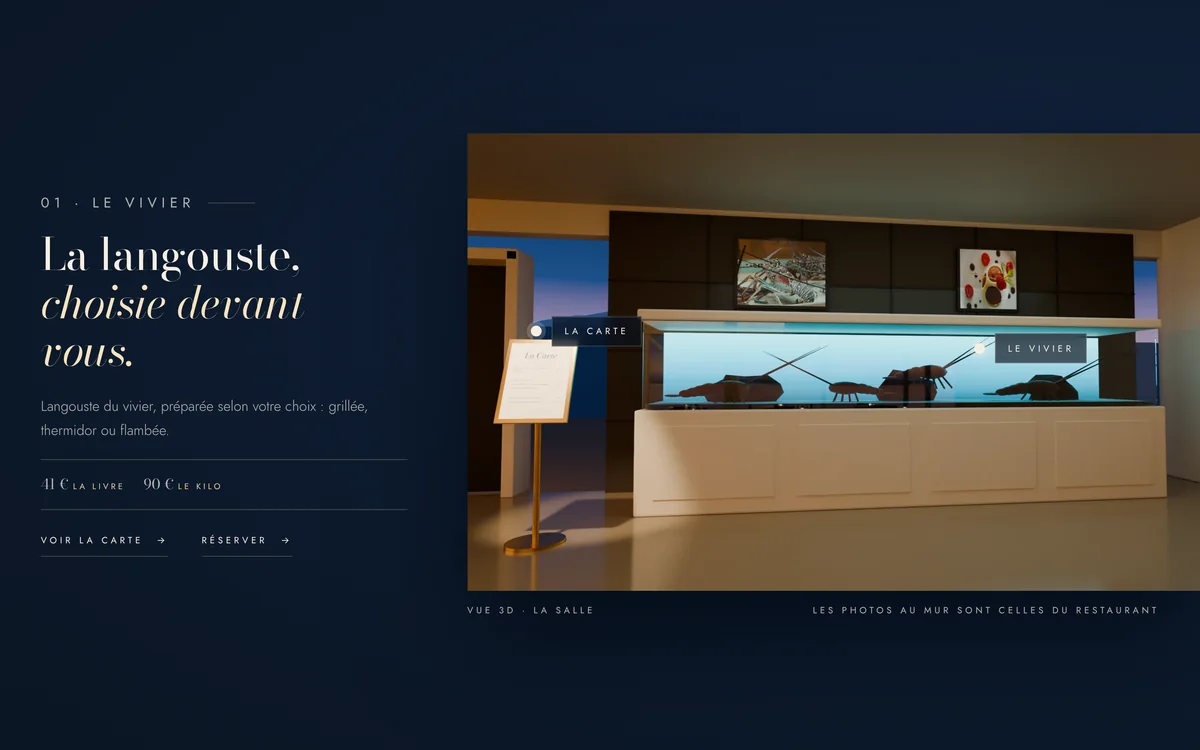 01 · LE VIVIER
La langouste,
choisie devant
vous.
Langouste du vivier, préparée selon votre choix : grillée,
thermidor ou flambée.
41 € LA LIVRE 90 € LE KILO
VOIR LA CARTE → RÉSERVER →
LA CARTE
La Carte
LE VIVIER
VUE 3D · LA SALLE
LES PHOTOS AU MUR SONT CELLES DU RESTAURANT